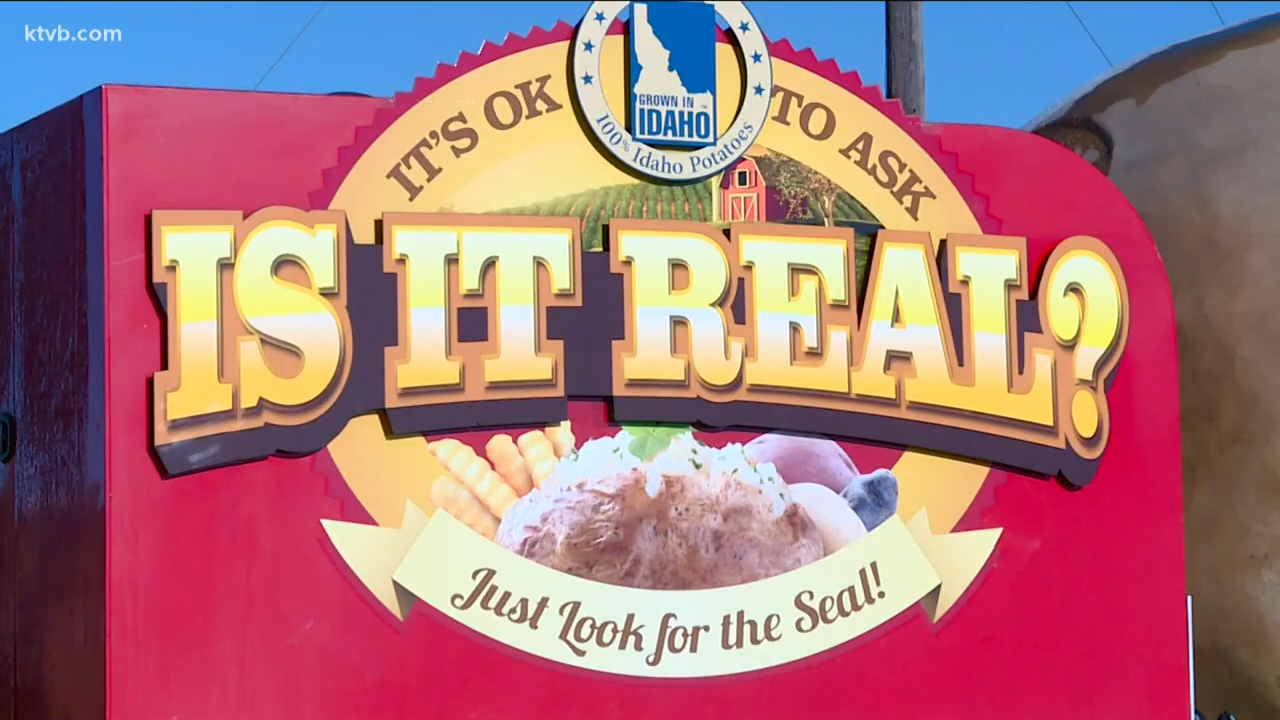 ktvb.com
GROWN IN
IDAHO
™
100% Idaho Potatoes
IT'S OK TO ASK
IS IT REAL?
Just Look for the Seal!